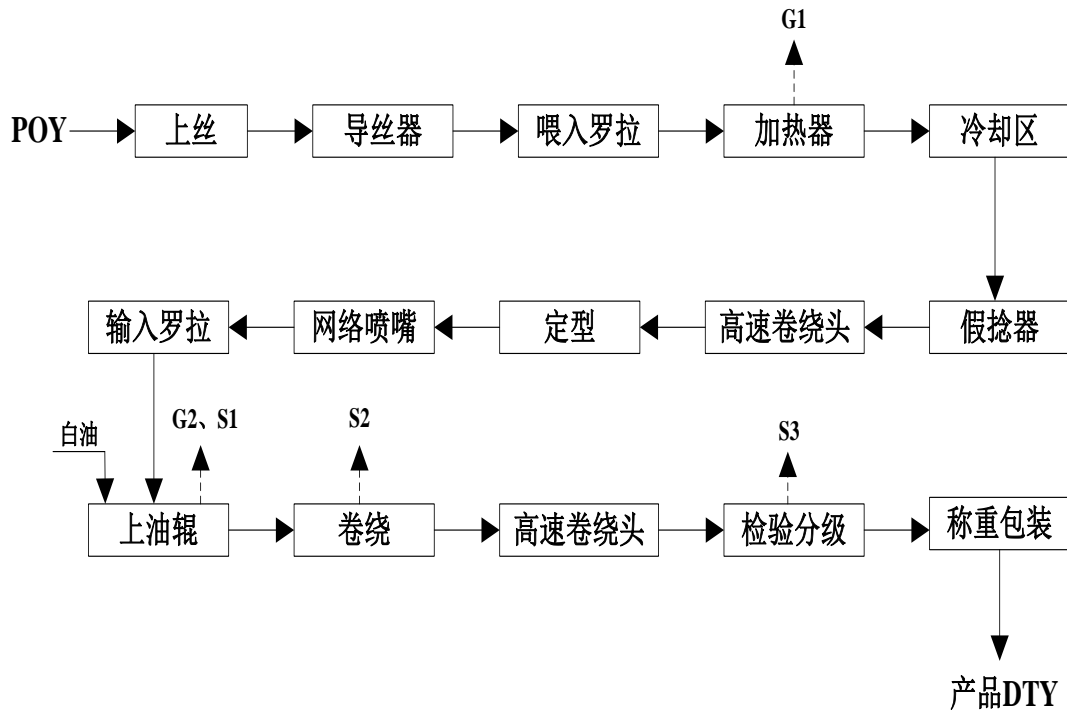 G1
POY
上丝
导丝器
喂入罗拉
加热器
冷却区
输入罗拉
网络喷嘴
定型
高速卷绕头
假捻器
白油
G2、S1
S2
S3
上油辊
卷绕
高速卷绕头
检验分级
称重包装
产品DTY